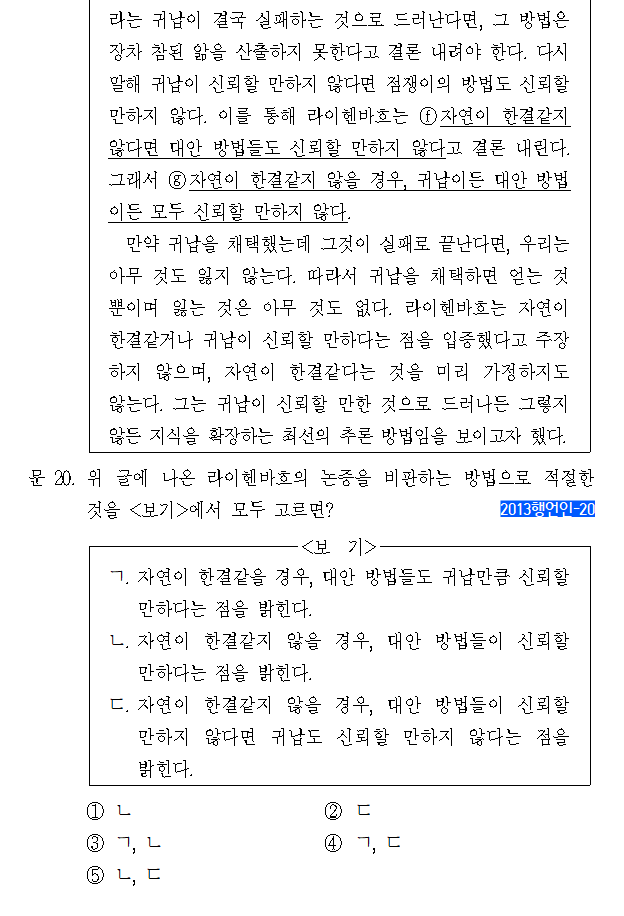 라는 귀납이 결국 실패하는 것으로 드러난다면, 그 방법은
장차 참된 앎을 산출하지 못한다고 결론 내려야 한다. 다시
말해 귀납이 신뢰할 만하지 않다면 점쟁이의 방법도 신뢰할
만하지 않다. 이를 통해 라이헨바흐는 ⓕ자연이 한결같지
않다면 대안 방법들도 신뢰할 만하지 않다고 결론 내린다.
그래서 ⓖ자연이 한결같지 않을 경우, 귀납이든 대안 방법
이든 모두 신뢰할 만하지 않다.
만약 귀납을 채택했는데 그것이 실패로 끝난다면, 우리는
아무 것도 잃지 않는다. 따라서 귀납을 채택하면 얻는 것
뿐이며 잃는 것은 아무 것도 없다. 라이헨바흐는 자연이
한결같거나 귀납이 신뢰할 만하다는 점을 입증했다고 주장
하지 않으며, 자연이 한결같다는 것을 미리 가정하지도
않는다. 그는 귀납이 신뢰할 만한 것으로 드러나든 그렇지
않든 지식을 확장하는 최선의 추론 방법임을 보이고자 했다.
문 20. 위 글에 나온 라이헨바흐의 논증을 비판하는 방법으로 적절한
것을 <보기>에서 모두 고르면? 2013행언인-20
<보 기>
ㄱ. 자연이 한결같을 경우, 대안 방법들도 귀납만큼 신뢰할
만하다는 점을 밝힌다.
ㄴ. 자연이 한결같지 않을 경우, 대안 방법들이 신뢰할
만하다는 점을 밝힌다.
ㄷ. 자연이 한결같지 않을 경우, 대안 방법들이 신뢰할
만하지 않다면 귀납도 신뢰할 만하지 않다는 점을
밝힌다.
① ㄴ ② ㄷ
③ ㄱ, ㄴ ④ ㄱ, ㄷ
⑤ ㄴ, ㄷ